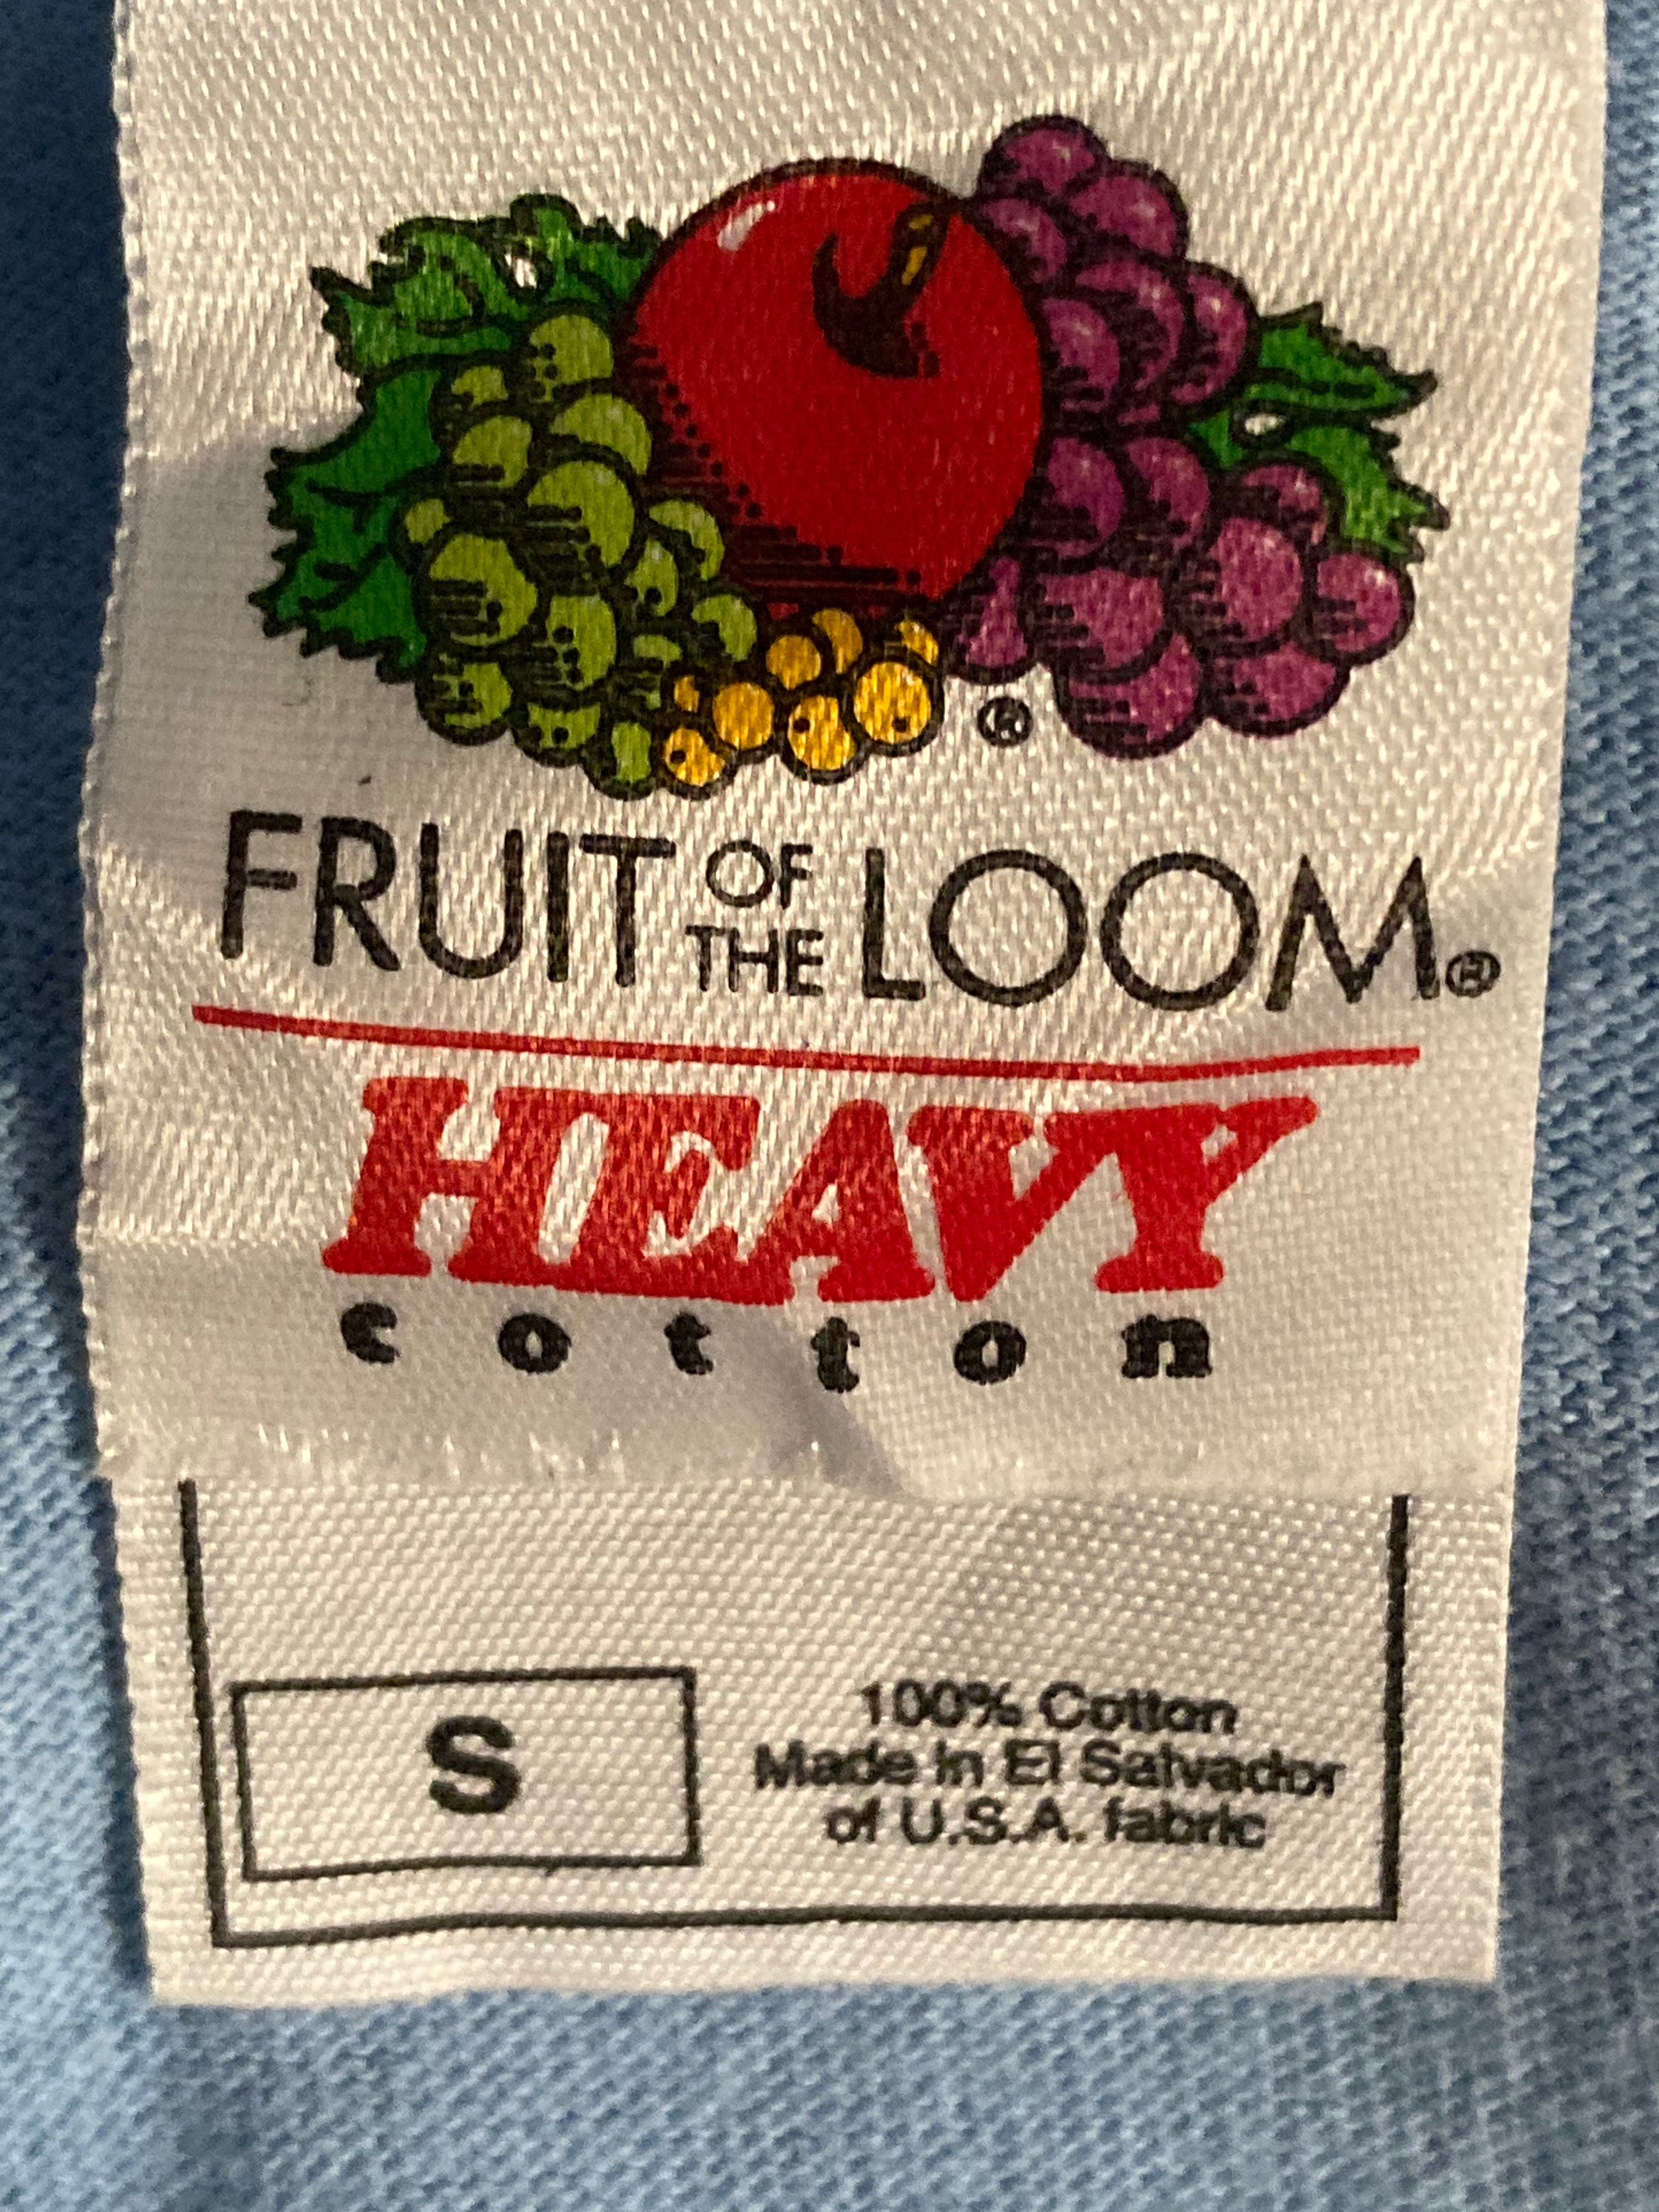 ®
FRUIT OF THE LOOM®
HEAVY
cotton
S
100% Cotton
Made in El Salvador
of U.S.A. fabric